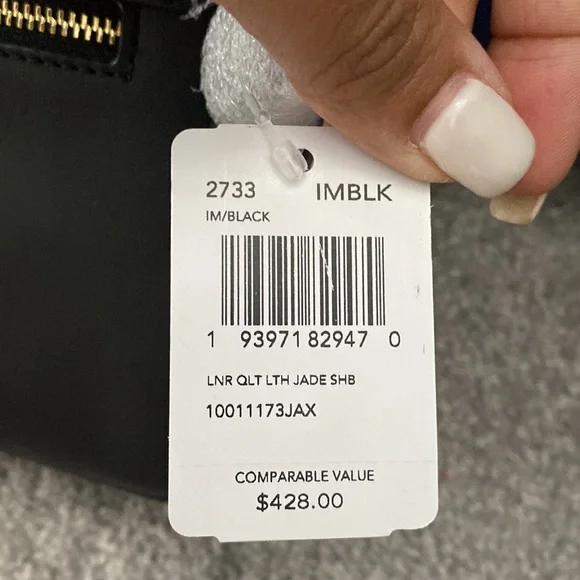 2733 IMBLK
IM/BLACK
1 93971 82947 0
LNR QLT LTH JADE SHB
10011173JAX
COMPARABLE VALUE
$428.00